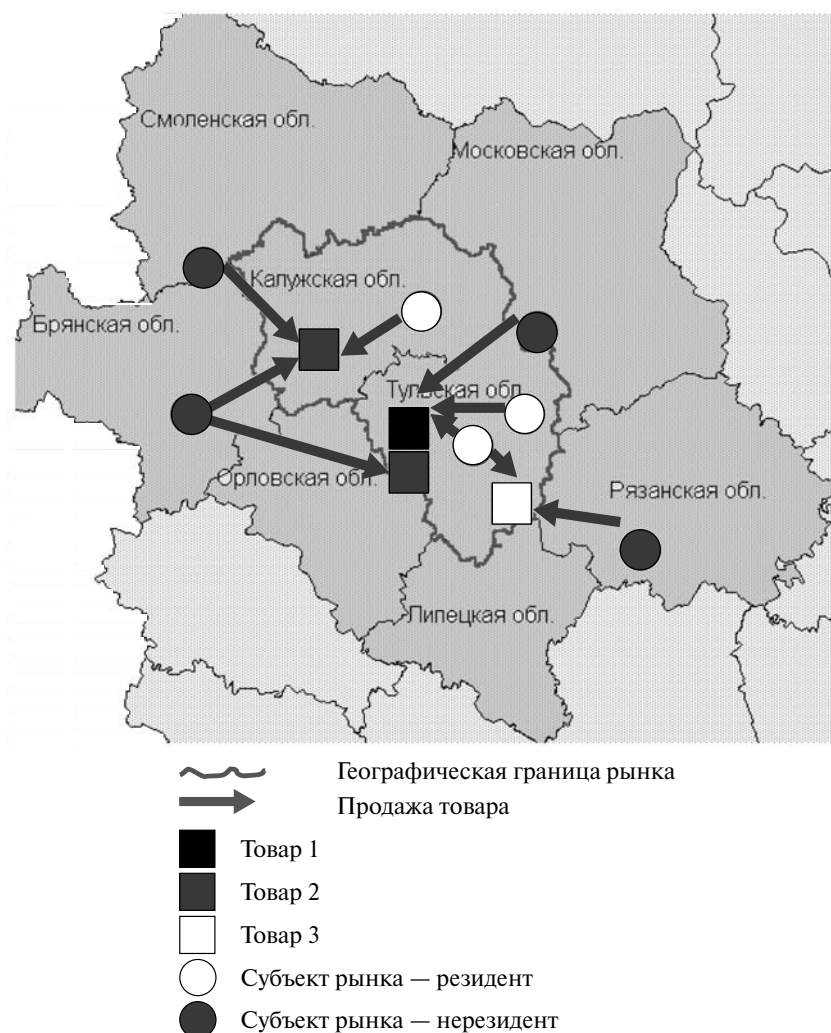 Смоленская обл.
Московская обл.
Калужская обл.
Брянская обл.
Тульская обл.
Орловская обл.
Рязанская обл.
Липецкая обл.
Географическая граница рынка
Продажа товара
Товар 1
Товар 2
Товар 3
Субъект рынка — резидент
Субъект рынка — нерезидент